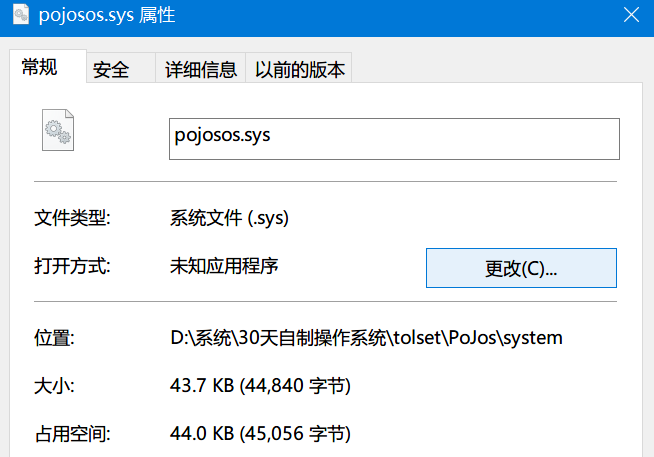 pojosos.sys 属性
常规 安全 详细信息 以前的版本
pojosos.sys
文件类型: 系统文件 (.sys)
打开方式: 未知应用程序 更改(C)...
位置: D:\系统\30天自制操作系统\tolset\PoJos\system
大小: 43.7 KB (44,840 字节)
占用空间: 44.0 KB (45,056 字节)